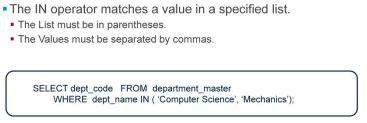 The IN operator matches a value in a specified list.
The List must be in parentheses.
The Values must be separated by commas.
SELECT dept_code FROM department_master
WHERE dept_name IN ( ‘Computer Science’, ‘Mechanics’);